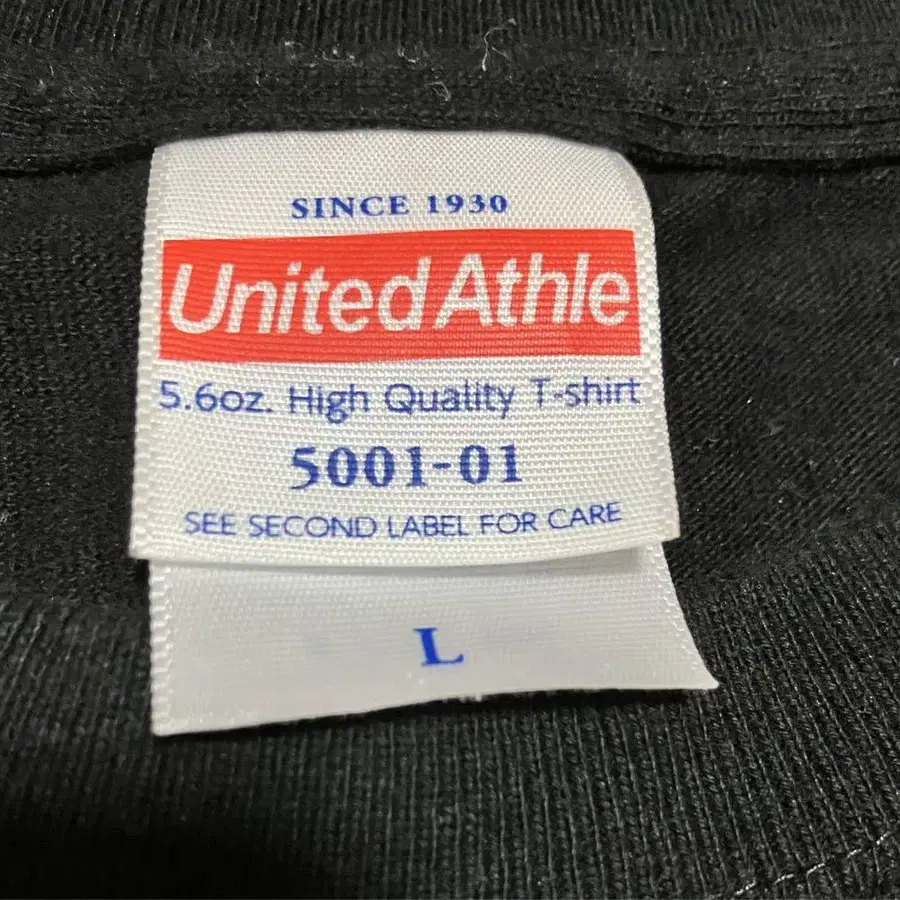 SINCE 1930
United Athle
5.6oz. High Quality T-shirt
5001-01
SEE SECOND LABEL FOR CARE
L